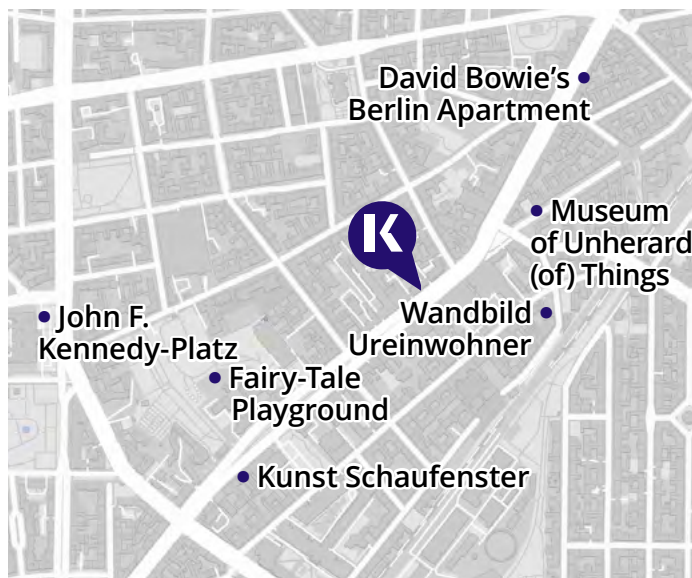 David Bowie's
Berlin Apartment
Museum
of Unherard
(of) Things
K
Wandbild
Ureinwohner
John F.
Kennedy-Platz
Fairy-Tale
Playground
Kunst Schaufenster